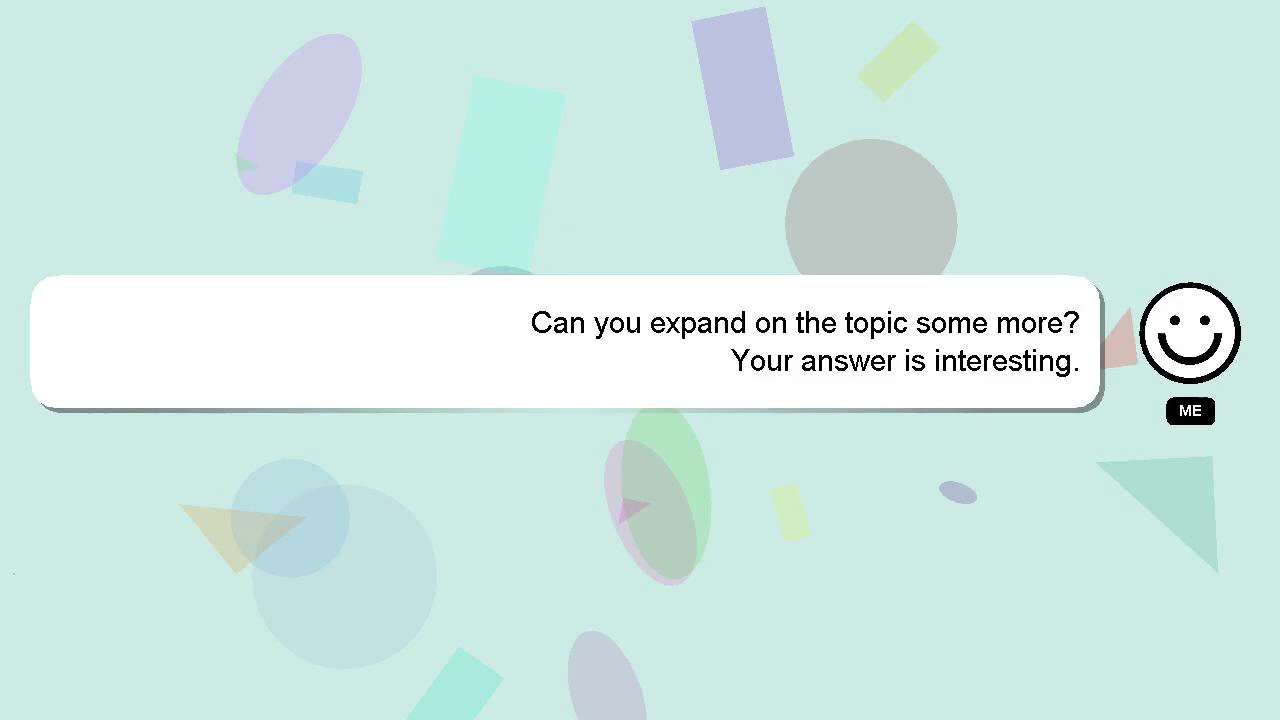 Can you expand on the topic some more?
Your answer is interesting.
ME